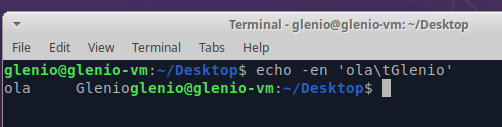 Terminal - glenio@glenio-vm: ~/Desktop
File Edit View Terminal Tabs Help
glenio@glenio-vm:~/Desktop$ echo -en 'ola\tGlenio'
ola     Glenioglenio@glenio-vm:~/Desktop$